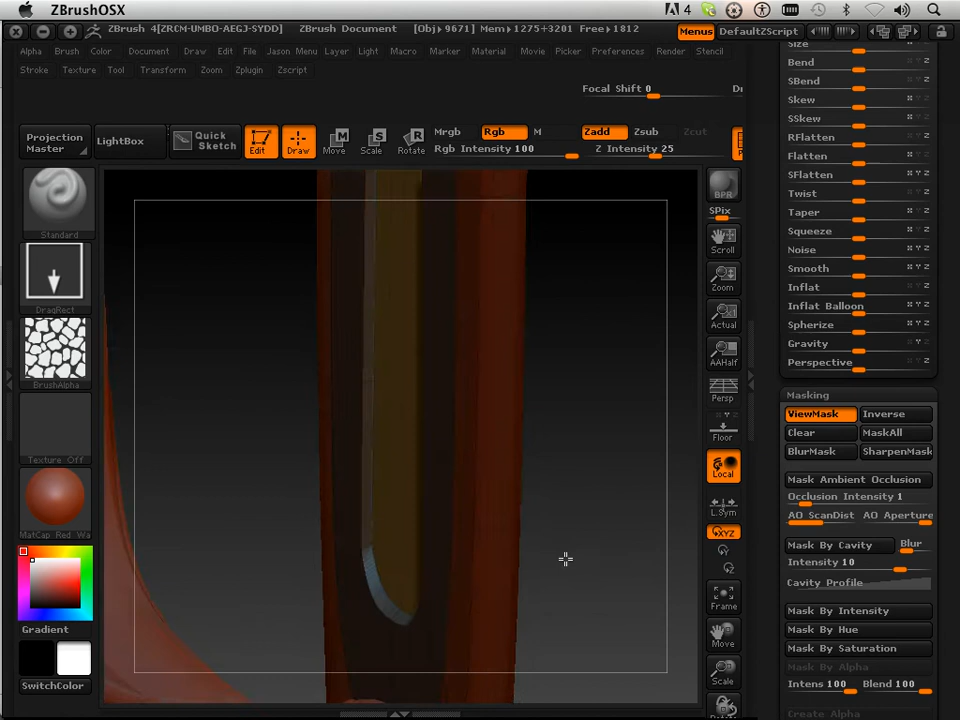 ZBrushOSX
4
ZBrush 4[ZRCM-UMBO-AEGJ-SYDD] ZBrush Document [Obj▸9671] Mem▸1275+3201 Free▸1812 Menus DefaultZScript
Alpha Brush Color Document Draw Edit File Jason Menu Layer Light Macro Marker Material Movie Picker Preferences Render Stencil
Stroke Texture Tool Transform Zoom Zplugin Zscript
Focal Shift 0 Dr
Projection Master
LightBox
Quick Sketch
Edit
Draw
Move
Scale
Rotate
Mrgb Rgb M Zadd Zsub Zcut
Rgb Intensity 100 Z Intensity 25
Standard
DragRect
BrushAlpha
Texture Off
MatCap Red Wa
Gradient
SwitchColor
BPR
SPix
Scroll
Zoom
Actual
AAHalf
Persp
Floor
Local
L.Sym
XYZ
Frame
Move
Scale
Size
Bend
SBend
Skew
SSkew
RFlatten
Flatten
SFlatten
Twist
Taper
Squeeze
Noise
Smooth
Inflat
Inflat Balloon
Spherize
Gravity
Perspective
Masking
ViewMask Inverse
Clear MaskAll
BlurMask SharpenMask
Mask Ambient Occlusion
Occlusion Intensity 1
AO ScanDist AO Aperture
Mask By Cavity Blur
Intensity 10
Cavity Profile
Mask By Intensity
Mask By Hue
Mask By Saturation
Mask By Alpha
Intens 100 Blend 100
Create Alpha